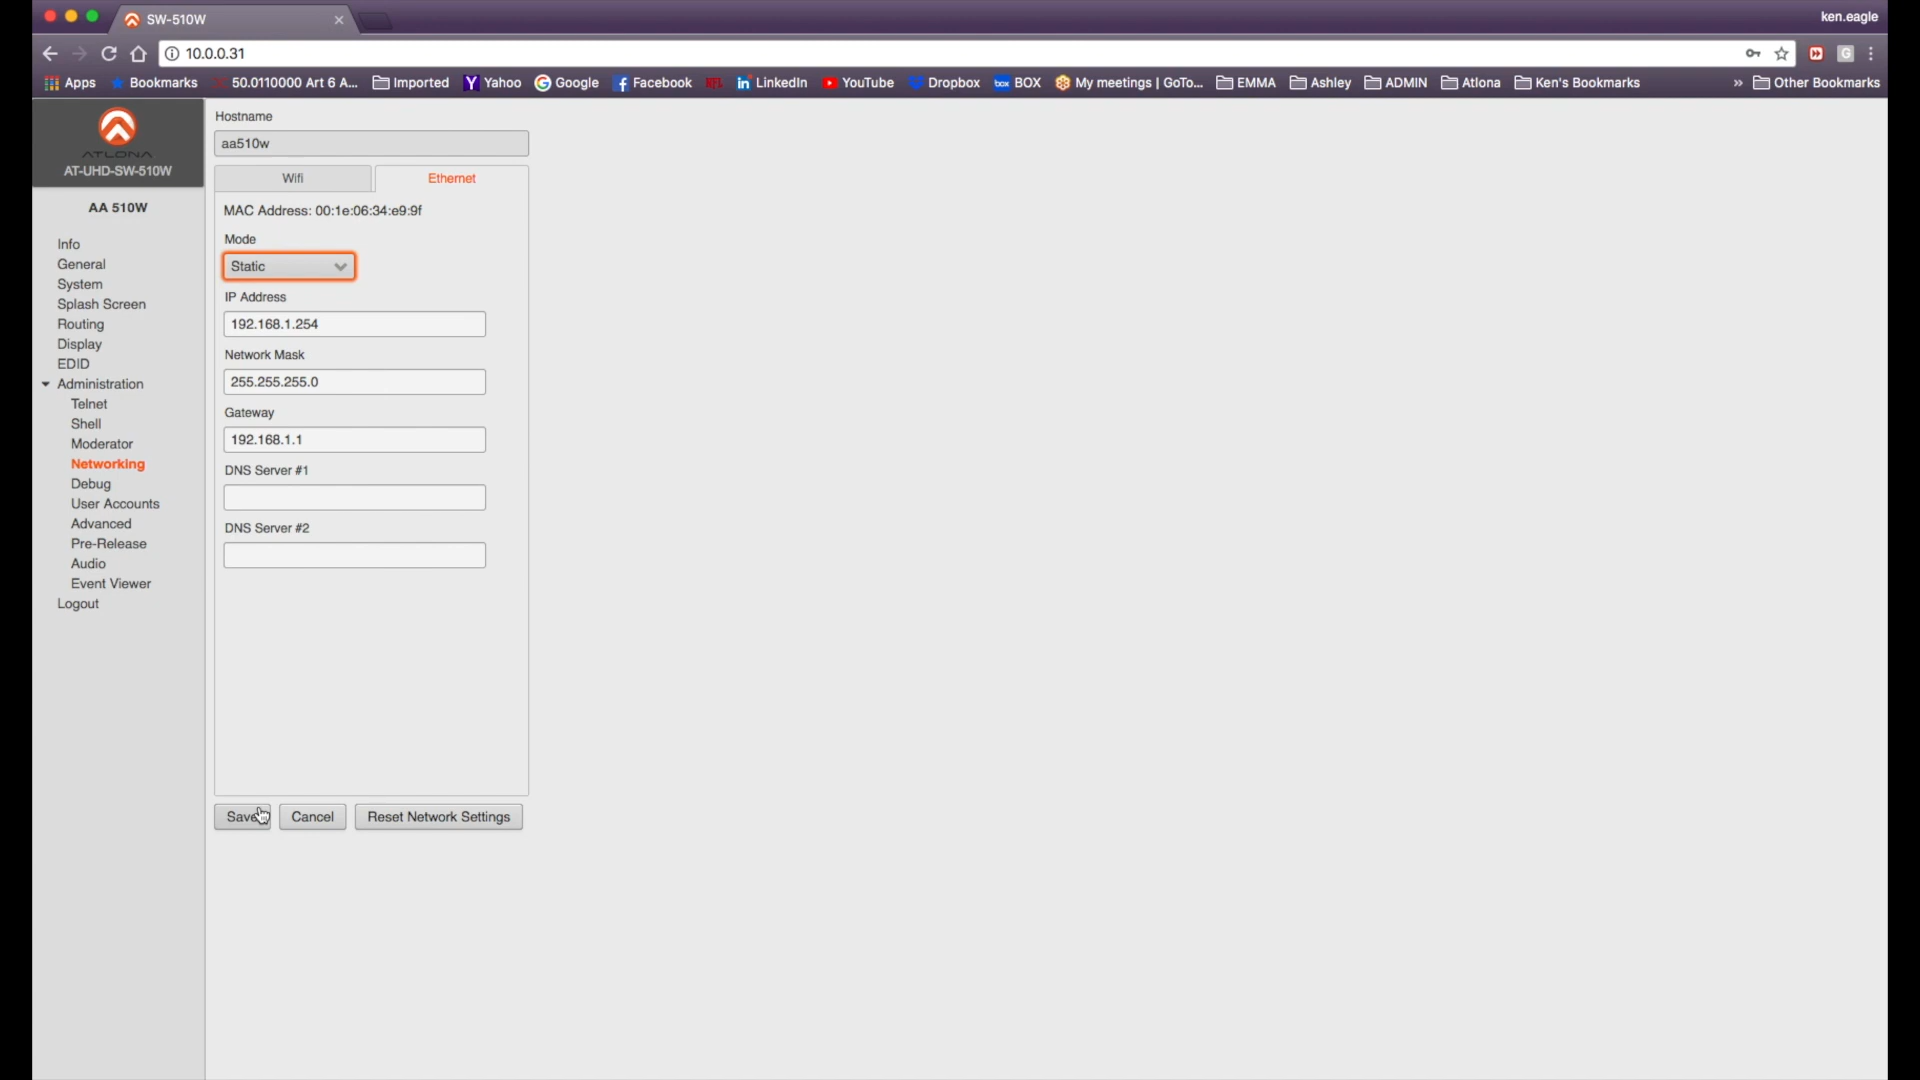 SW-510W
ken.eagle
10.0.0.31
Apps Bookmarks 50.0110000 Art 6 A... Imported Yahoo Google Facebook NFL LinkedIn YouTube Dropbox box BOX My meetings | GoTo... EMMA Ashley ADMIN Atlona Ken's Bookmarks » Other Bookmarks
ATLONA
AT-UHD-SW-510W
AA 510W
Info
General
System
Splash Screen
Routing
Display
EDID
Administration
Telnet
Shell
Moderator
Networking
Debug
User Accounts
Advanced
Pre-Release
Audio
Event Viewer
Logout
Hostname
aa510w
Wifi Ethernet
MAC Address: 00:1e:06:34:e9:9f
Mode
Static
IP Address
192.168.1.254
Network Mask
255.255.255.0
Gateway
192.168.1.1
DNS Server #1
DNS Server #2
Save Cancel Reset Network Settings